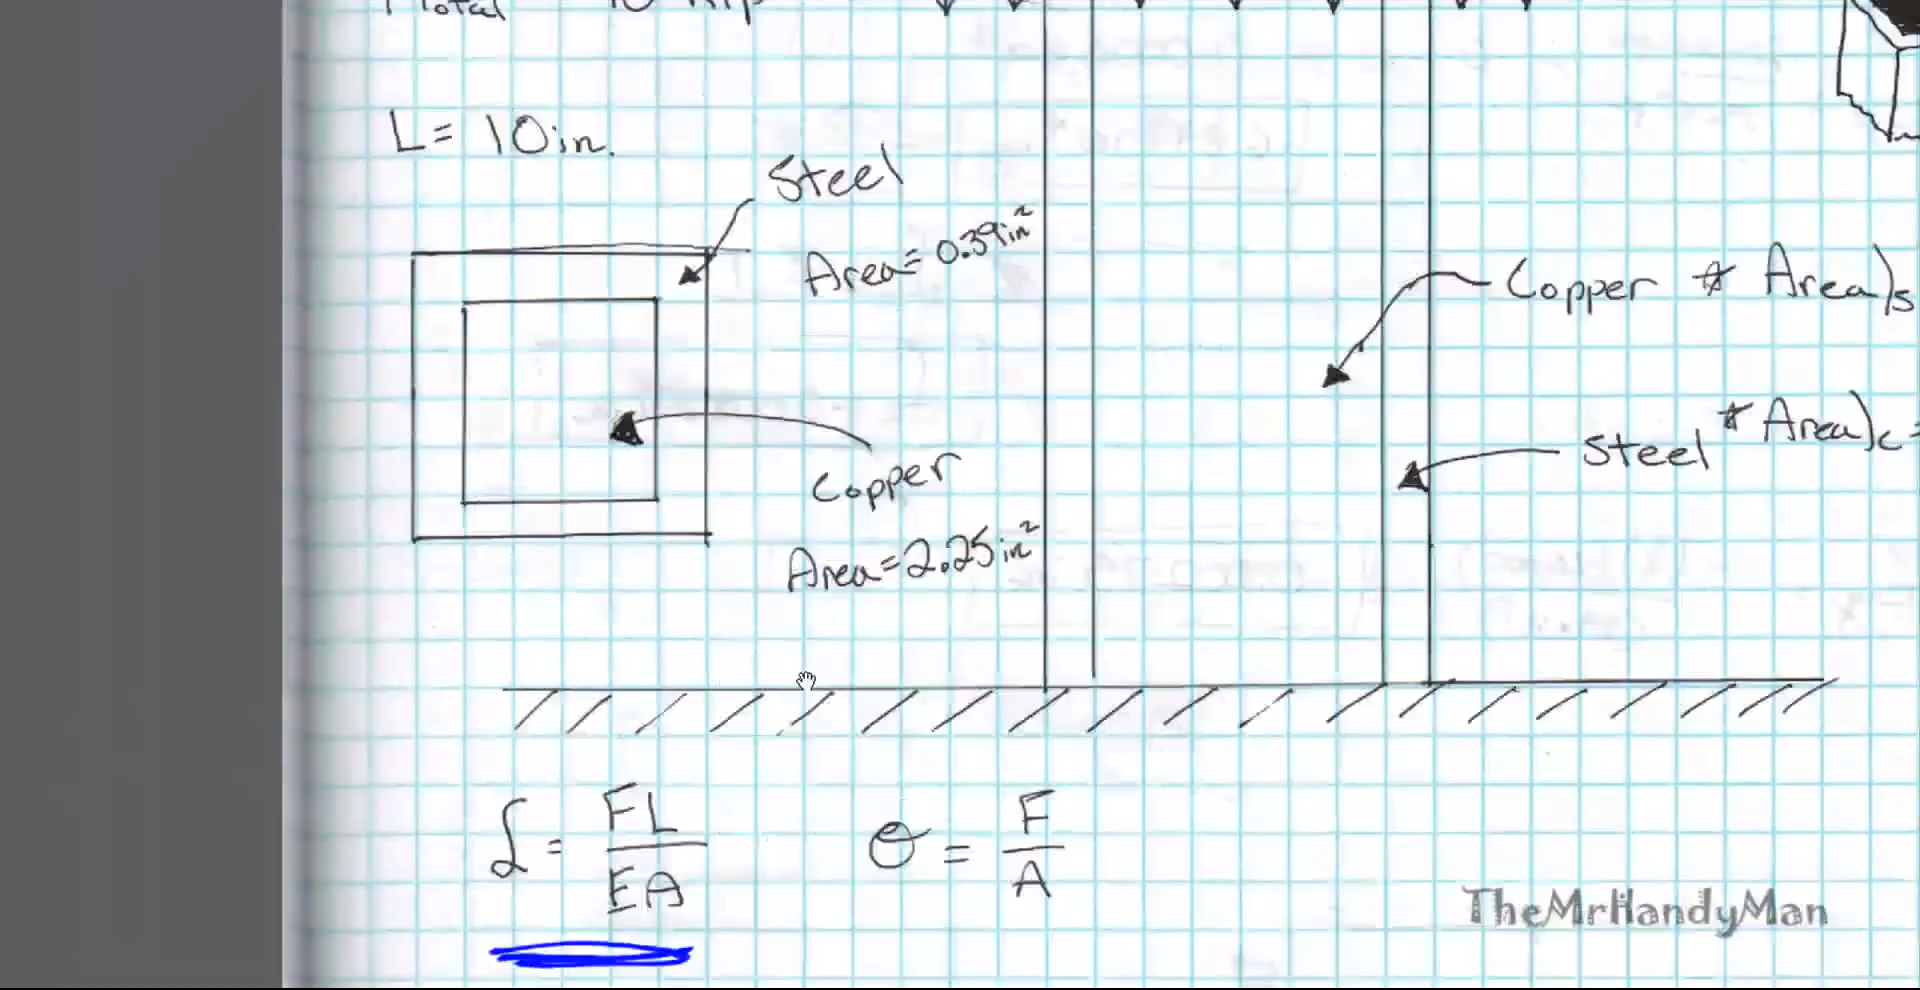 L = 10in.
Steel
Area = 0.39in²
Copper * Area)s
Steel * Area)c =
Copper
Area = 2.25in²
δ = FL/EA
σ = F/A
TheMrHandyMan